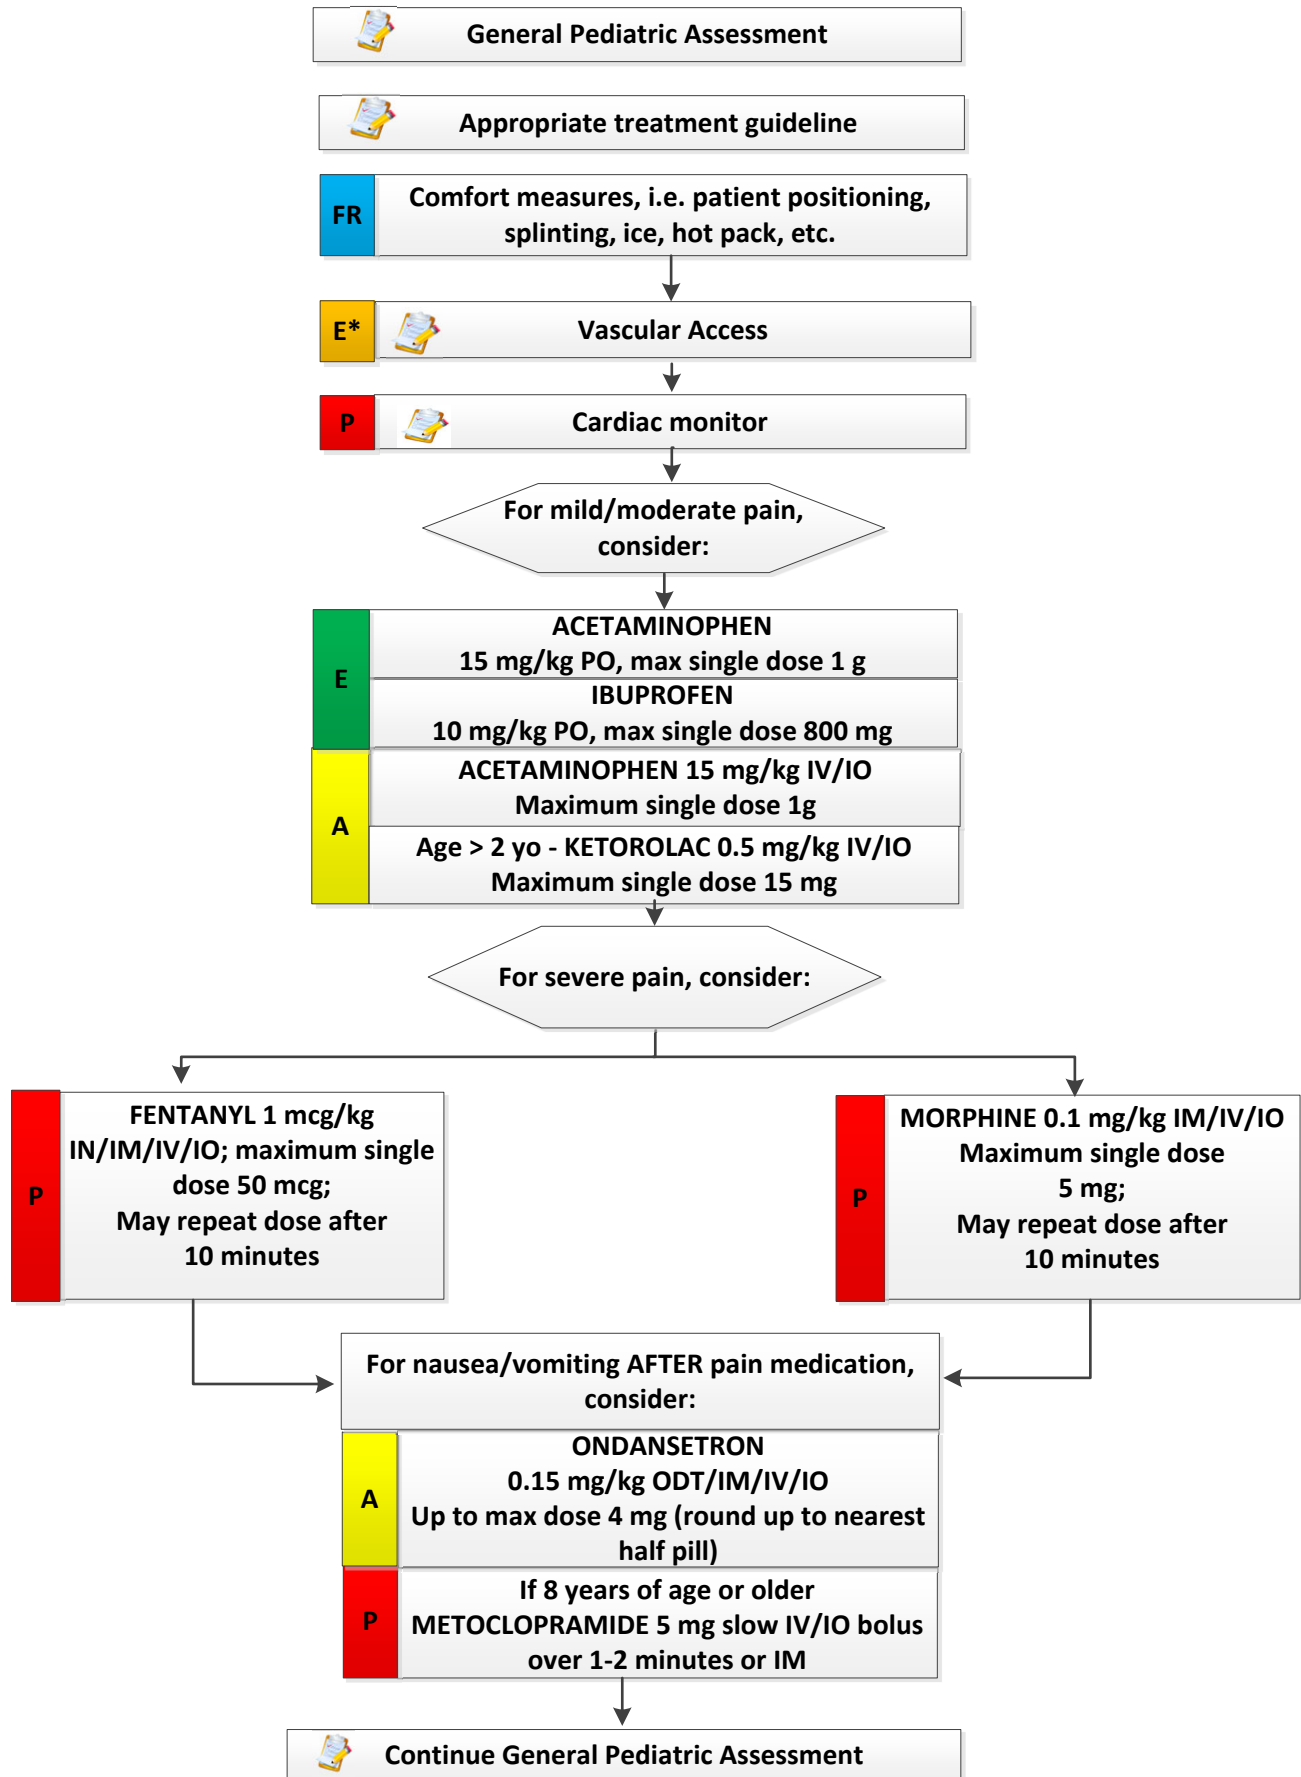 General Pediatric Assessment
Appropriate treatment guideline
FR
Comfort measures, i.e. patient positioning,
splinting, ice, hot pack, etc.
E*
Vascular Access
P
Cardiac monitor
For mild/moderate pain,
consider:
E
ACETAMINOPHEN
15 mg/kg PO, max single dose 1 g
IBUPROFEN
10 mg/kg PO, max single dose 800 mg
A
ACETAMINOPHEN 15 mg/kg IV/IO
Maximum single dose 1g
Age > 2 yo - KETOROLAC 0.5 mg/kg IV/IO
Maximum single dose 15 mg
For severe pain, consider:
P
FENTANYL 1 mcg/kg
IN/IM/IV/IO; maximum single
dose 50 mcg;
May repeat dose after
10 minutes
P
MORPHINE 0.1 mg/kg IM/IV/IO
Maximum single dose
5 mg;
May repeat dose after
10 minutes
For nausea/vomiting AFTER pain medication,
consider:
A
ONDANSETRON
0.15 mg/kg ODT/IM/IV/IO
Up to max dose 4 mg (round up to nearest
half pill)
P
If 8 years of age or older
METOCLOPRAMIDE 5 mg slow IV/IO bolus
over 1-2 minutes or IM
Continue General Pediatric Assessment